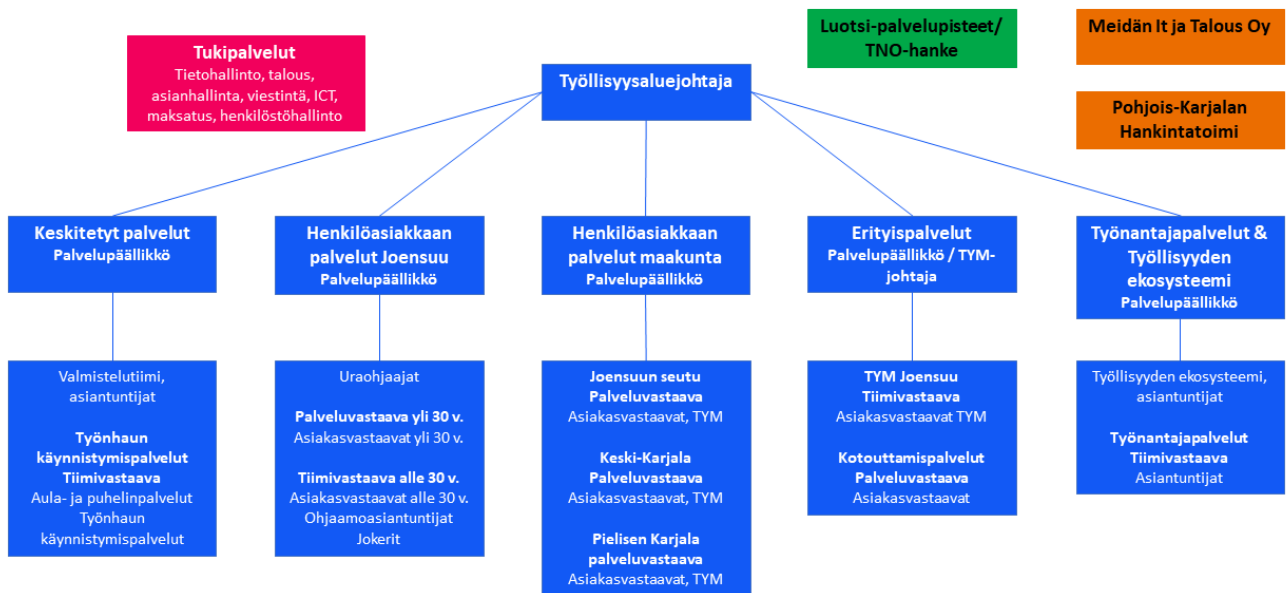 Tukipalvelut
Tietohallinto, talous,
asianhallinta, viestintä, ICT,
maksatus, henkilöstöhallinto
Työllisyysaluejohtaja
Luotsi-palvelupisteet/
TNO-hanke
Meidän It ja Talous Oy
Pohjois-Karjalan
Hankintatoimi
Keskitetyt palvelut
Palvelupäällikkö
Henkilöasiakkaan
palvelut Joensuu
Palvelupäällikkö
Henkilöasiakkaan
palvelut maakunta
Palvelupäällikkö
Erityispalvelut
Palvelupäällikkö / TYM-
johtaja
Työnantajapalvelut &
Työllisyyden
ekosysteemi
Palvelupäällikkö
Valmistelutiimi,
asiantuntijat
Työnhaun
käynnistymispalvelut
Tiimivastaava
Aula- ja puhelinpalvelut
Työnhaun
käynnistymispalvelut
Uraohjaajat
Palveluvastaava yli 30 v.
Asiakasvastaavat yli 30 v.
Tiimivastaava alle 30 v.
Asiakasvastaavat alle 30 v.
Ohjaamoasiantuntijat
Jokerit
Joensuun seutu
Palveluvastaava
Asiakasvastaavat, TYM
Keski-Karjala
Palveluvastaava
Asiakasvastaavat, TYM
Pielisen Karjala
palveluvastaava
Asiakasvastaavat, TYM
TYM Joensuu
Tiimivastaava
Asiakasvastaavat TYM
Kotouttamispalvelut
Palveluvastaava
Asiakasvastaavat
Työllisyyden ekosysteemi,
asiantuntijat
Työnantajapalvelut
Tiimivastaava
Asiantuntijat